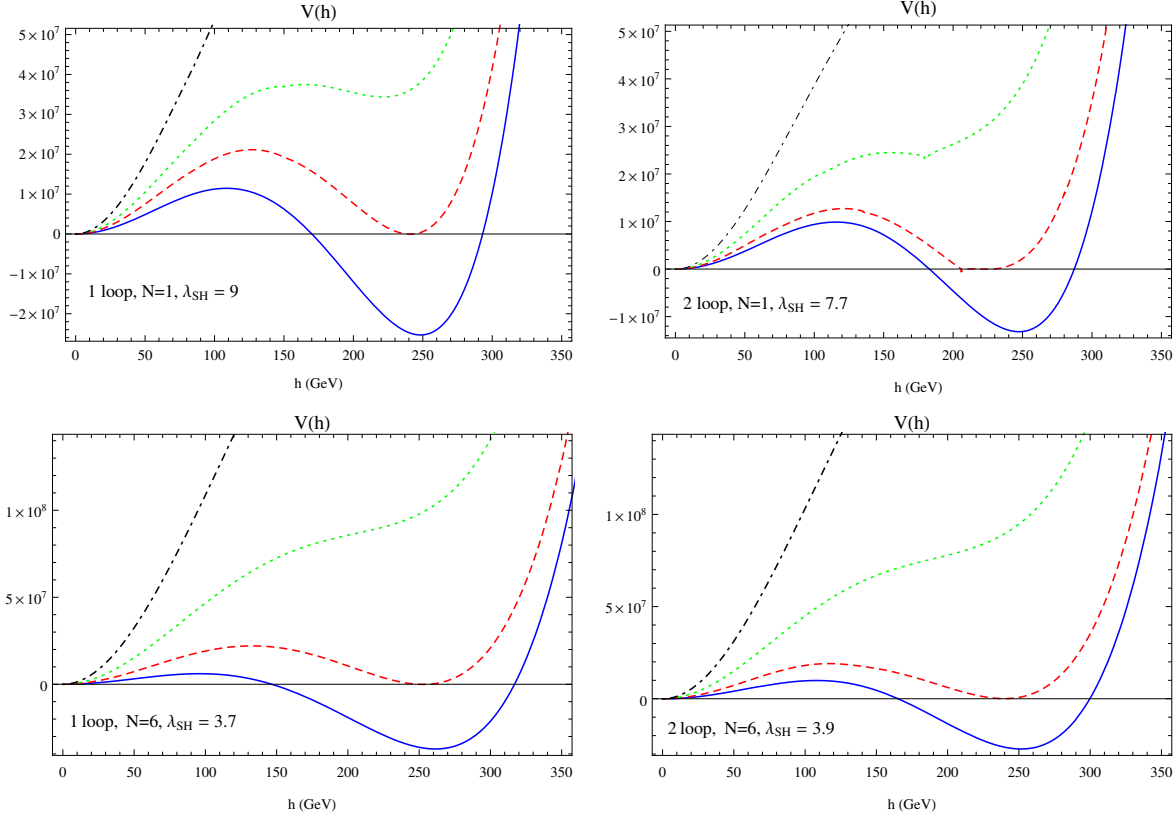 V(h)
5×10⁷
4×10⁷
3×10⁷
2×10⁷
1×10⁷
0
−1×10⁷
−2×10⁷
1 loop, N=1, λ_SH = 9
0 50 100 150 200 250 300 350
h (GeV)
V(h)
5×10⁷
4×10⁷
3×10⁷
2×10⁷
1×10⁷
0
−1×10⁷
2 loop, N=1, λ_SH = 7.7
0 50 100 150 200 250 300 350
h (GeV)
V(h)
1×10⁸
5×10⁷
0
1 loop, N=6, λ_SH = 3.7
0 50 100 150 200 250 300 350
h (GeV)
V(h)
1×10⁸
5×10⁷
0
2 loop, N=6, λ_SH = 3.9
0 50 100 150 200 250 300 350
h (GeV)